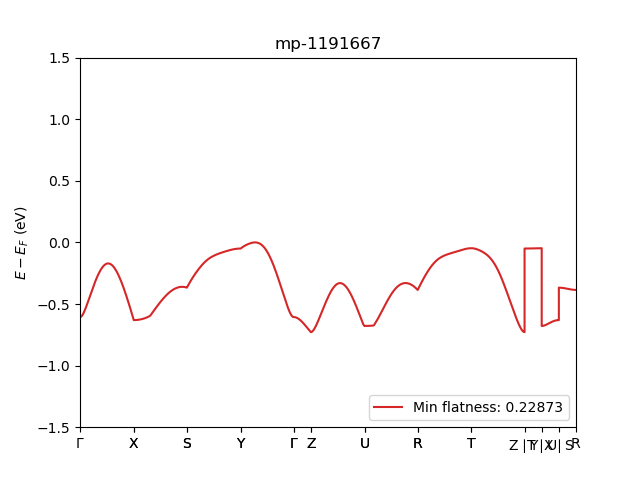 mp-1191667
1.5
1.0
0.5
0.0
−0.5
−1.0
−1.5
E − E_F (eV)
Min flatness: 0.22873
Γ X S Y Γ Z U R T Z | T Y | X U | S R